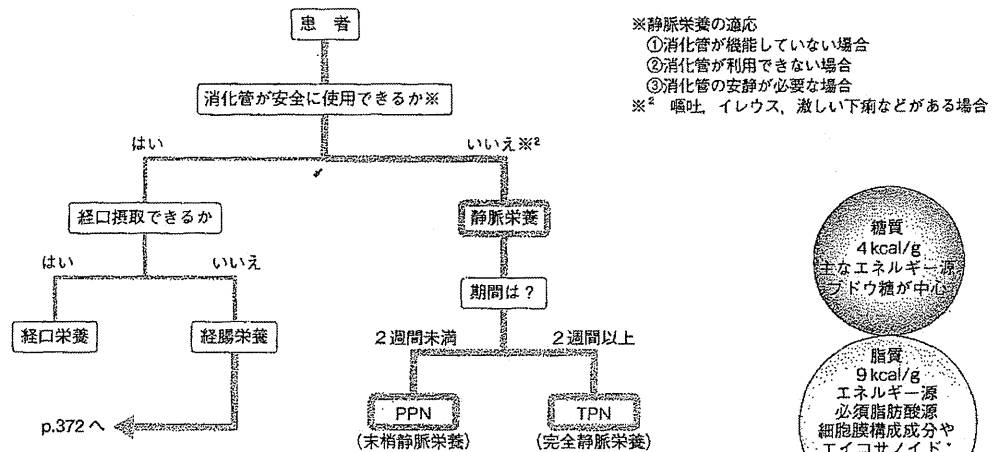 患者
※静脈栄養の適応
①消化管が機能していない場合
②消化管が利用できない場合
③消化管の安静が必要な場合
※² 嘔吐,イレウス,激しい下痢などがある場合
消化管が安全に使用できるか※
はい
いいえ※²
経口摂取できるか
静脈栄養
はい
いいえ
期間は?
経口栄養
経腸栄養
2週間未満
2週間以上
PPN
(末梢静脈栄養)
TPN
(完全静脈栄養)
p.372へ
糖質
4kcal/g
主なエネルギー源
ブドウ糖が中心
脂質
9kcal/g
エネルギー源
必須脂肪酸源
細胞膜構成成分や
エイコサノイド